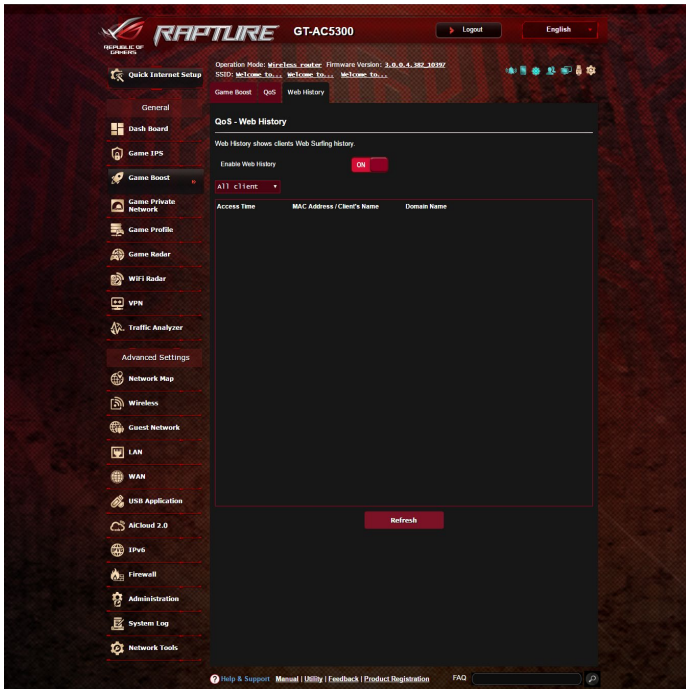 REPUBLIC OF
GAMERS
RAPTURE
GT-AC5300
Logout
English
Operation Mode: Wireless router Firmware Version: 3.0.0.4.382_10397
SSID: Welcome to... Welcome to... Welcome to...
Quick Internet Setup
General
Dash Board
Game IPS
Game Boost
Game Private
Network
Game Profile
Game Radar
WiFi Radar
VPN
Traffic Analyzer
Advanced Settings
Network Map
Wireless
Guest Network
LAN
WAN
USB Application
AiCloud 2.0
IPv6
Firewall
Administration
System Log
Network Tools
Game Boost QoS Web History
QoS - Web History
Web History shows clients Web Surfing history.
Enable Web History ON
All client
Access Time MAC Address / Client's Name Domain Name
Refresh
Help & Support Manual | Utility | Feedback | Product Registration FAQ